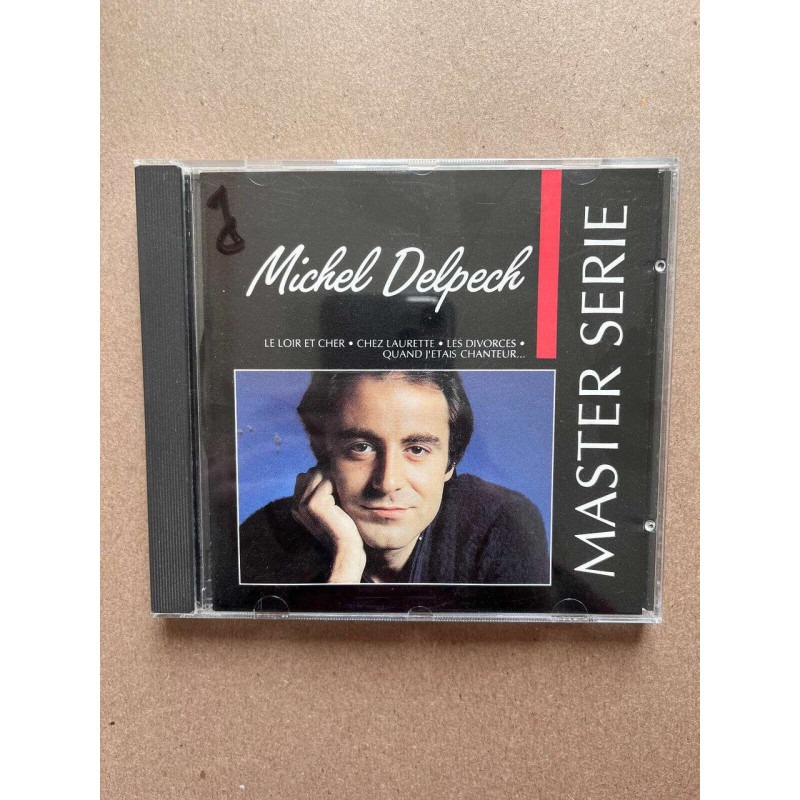 Michel Delpech
LE LOIR ET CHER • CHEZ LAURETTE • LES DIVORCES •
QUAND J'ETAIS CHANTEUR...
MASTER SERIE